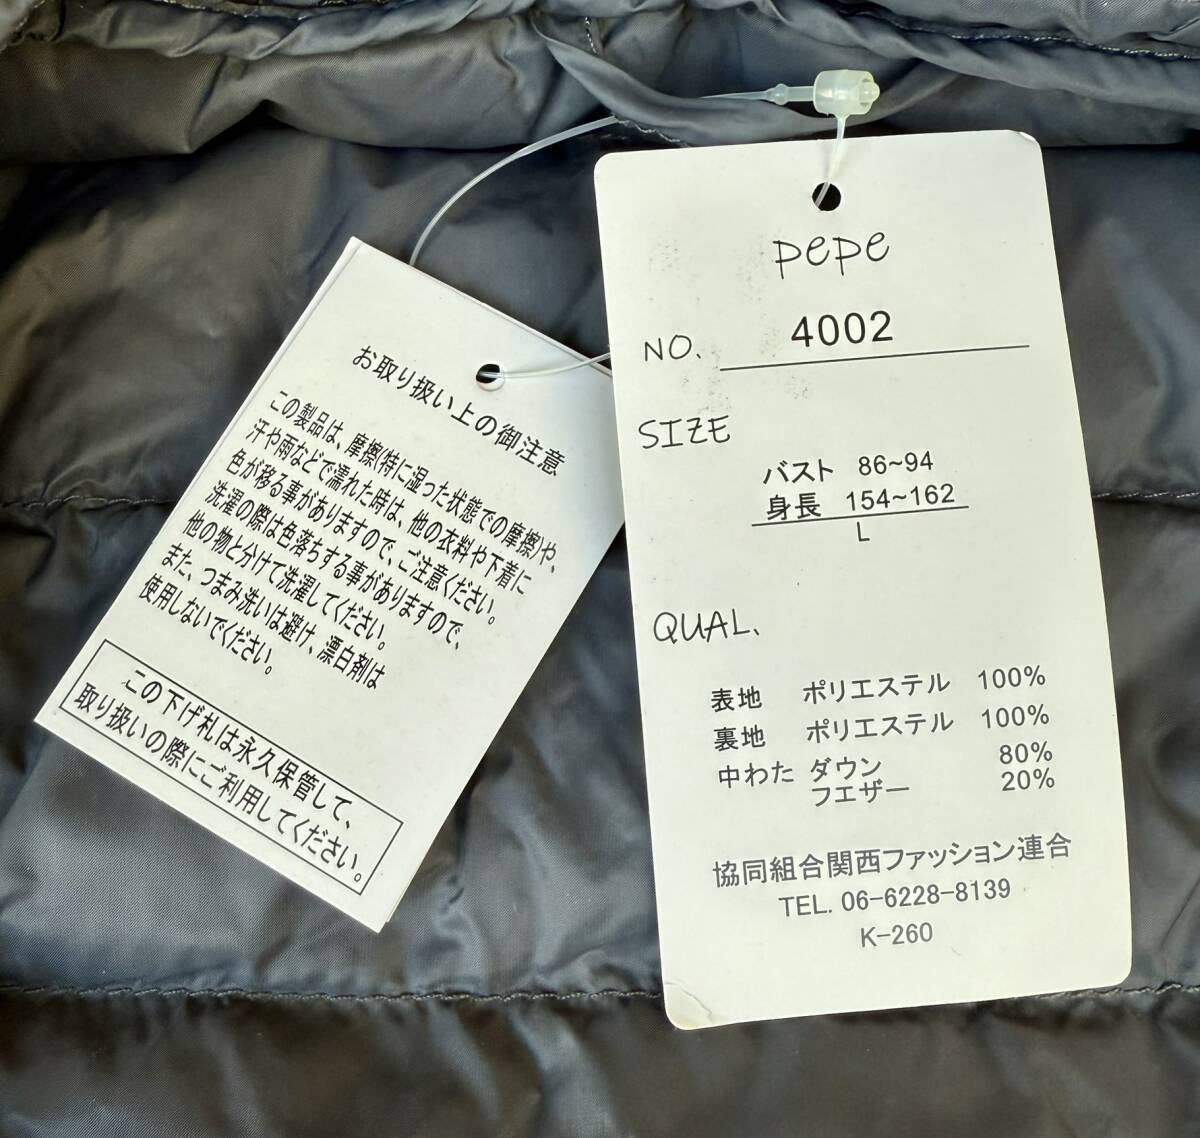 お取り扱い上の御注意
この製品は、摩擦(特に湿った状態での摩擦)や、
汗や雨などで濡れた時は、他の衣料や下着に
色が移る事がありますので、ご注意ください。
洗濯の際は色落ちする事がありますので、
他の物と分けて洗濯してください。
また、つまみ洗いは避け、漂白剤は
使用しないでください。
この下げ札は永久保管して、
取り扱いの際にご利用してください。
pepe
NO. 4002
SIZE
バスト 86~94
身長 154~162
L
QUAL.
表地 ポリエステル 100%
裏地 ポリエステル 100%
中わた ダウン 80%
フエザー 20%
協同組合関西ファッション連合
TEL. 06-6228-8139
K-260